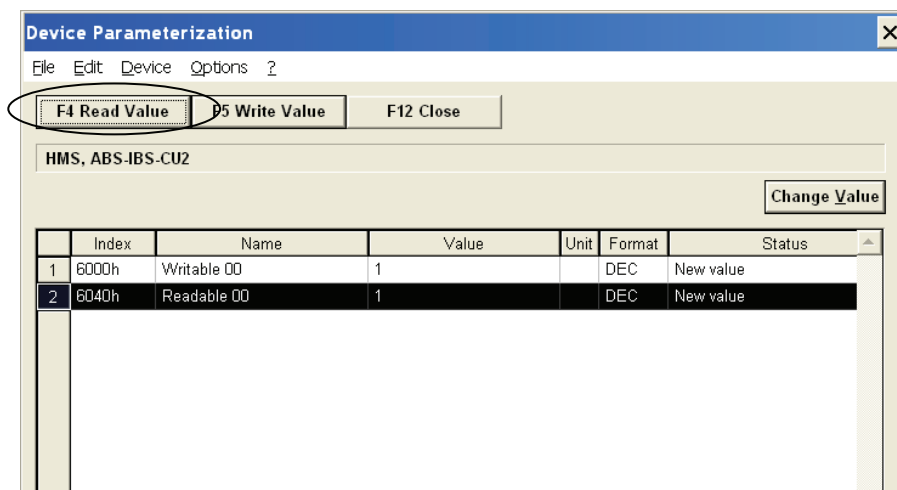 Device Parameterization
File Edit Device Options ?
F4 Read Value F5 Write Value F12 Close
HMS, ABS-IBS-CU2
Change Value
Index Name Value Unit Format Status
1 6000h Writable 00 1 DEC New value
2 6040h Readable 00 1 DEC New value